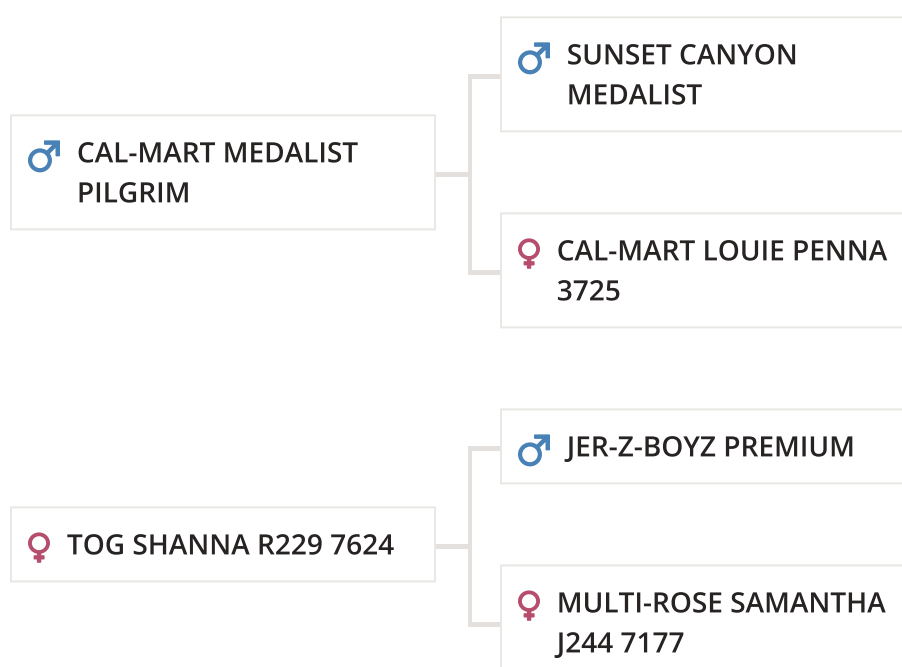 SUNSET CANYON
MEDALIST
CAL-MART MEDALIST
PILGRIM
CAL-MART LOUIE PENNA
3725
JER-Z-BOYZ PREMIUM
TOG SHANNA R229 7624
MULTI-ROSE SAMANTHA
J244 7177